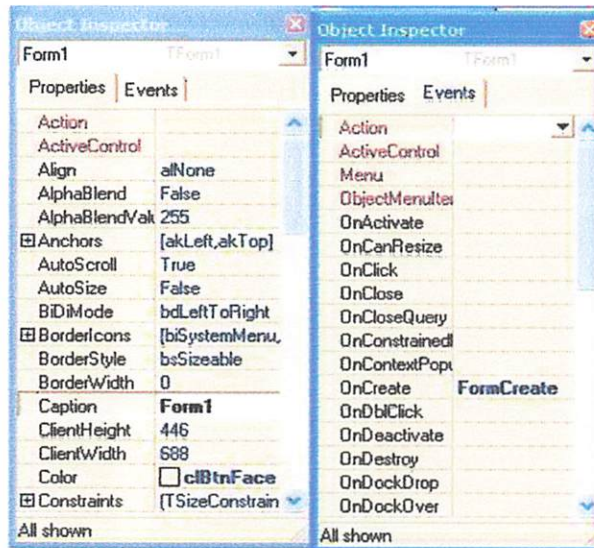 Object Inspector
Form1 TForm1
Properties Events
Action
ActiveControl
Align alNone
AlphaBlend False
AlphaBlendValu 255
Anchors [akLeft,akTop]
AutoScroll True
AutoSize False
BiDiMode bdLeftToRight
BorderIcons [biSystemMenu,
BorderStyle bsSizeable
BorderWidth 0
Caption Form1
ClientHeight 446
ClientWidth 688
Color clBtnFace
Constraints (TSizeConstrain
All shown
Object Inspector
Form1 TForm1
Properties Events
Action
ActiveControl
Menu
ObjectMenuIte
OnActivate
OnCanResize
OnClick
OnClose
OnCloseQuery
OnConstrained
OnContextPopu
OnCreate FormCreate
OnDblClick
OnDeactivate
OnDestroy
OnDockDrop
OnDockOver
All shown